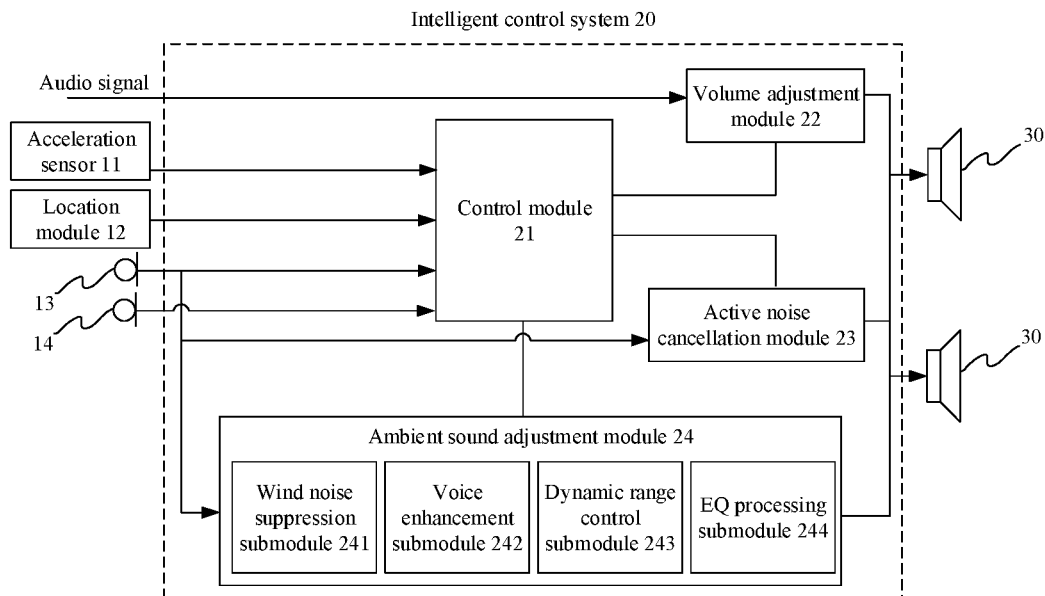 Intelligent control system 20
Audio signal
Volume adjustment
module 22
30
Acceleration
sensor 11
Location
module 12
Control module
21
13
14
Active noise
cancellation module 23
30
Ambient sound adjustment module 24
Wind noise
suppression
submodule 241
Voice
enhancement
submodule 242
Dynamic range
control
submodule 243
EQ processing
submodule 244